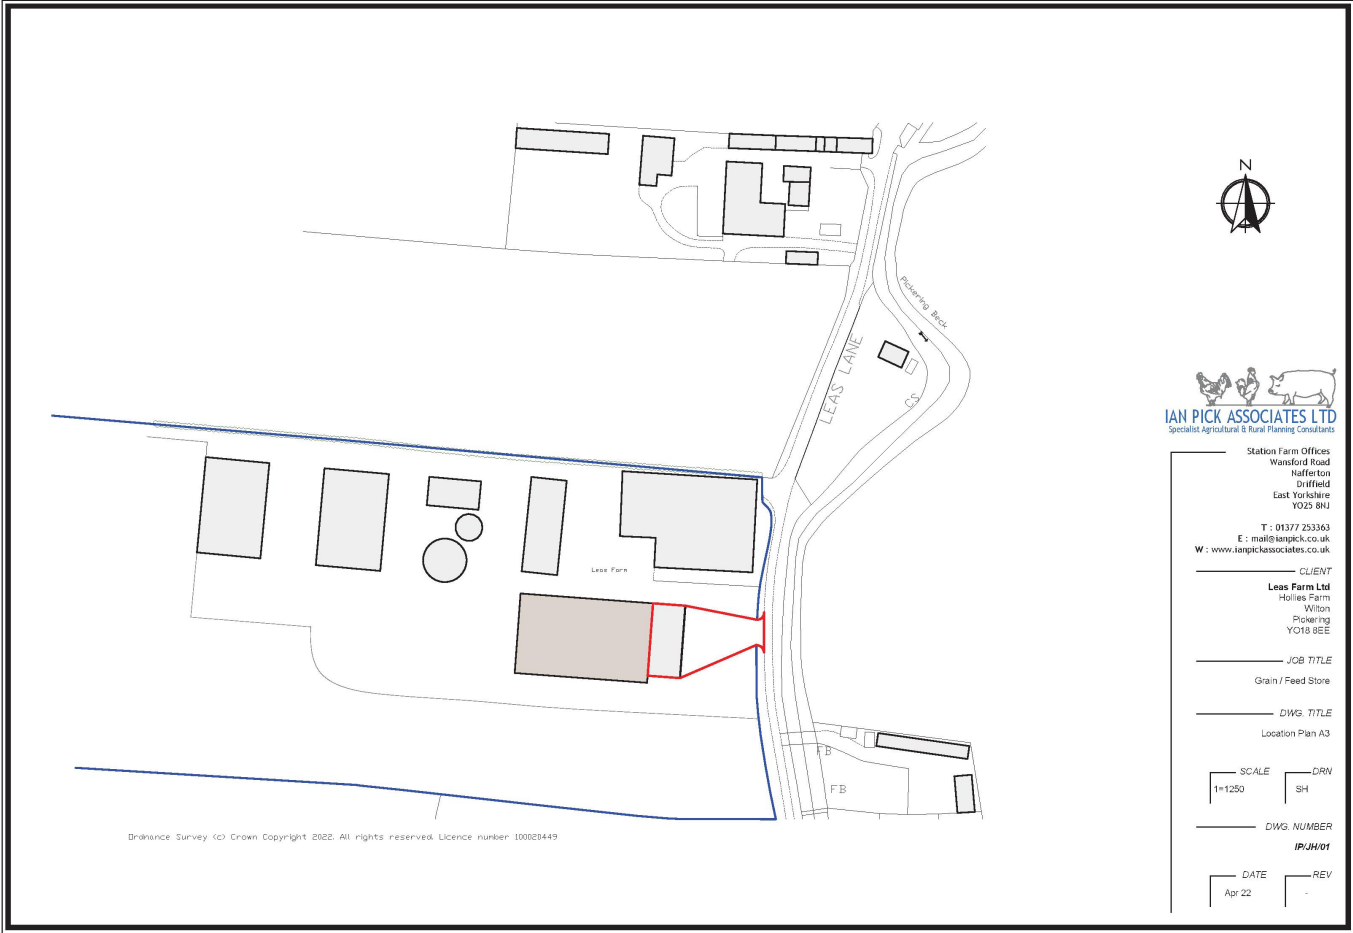 N
Pickering Beck
LEAS LANE
CS
Leas Farm
FB
FB
Ordnance Survey (c) Crown Copyright 2022. All rights reserved. Licence number 100020449
IAN PICK ASSOCIATES LTD
Specialist Agricultural & Rural Planning Consultants
Station Farm Offices
Wansford Road
Nafferton
Driffield
East Yorkshire
YO25 8NJ
T : 01377 253363
E : mail@ianpick.co.uk
W : www.ianpickassociates.co.uk
CLIENT
Leas Farm Ltd
Hollies Farm
Wilton
Pickering
YO18 8EE
JOB TITLE
Grain / Feed Store
DWG. TITLE
Location Plan A3
SCALE DRN
1=1250 SH
DWG. NUMBER
IP/JH/01
DATE REV
Apr 22 -